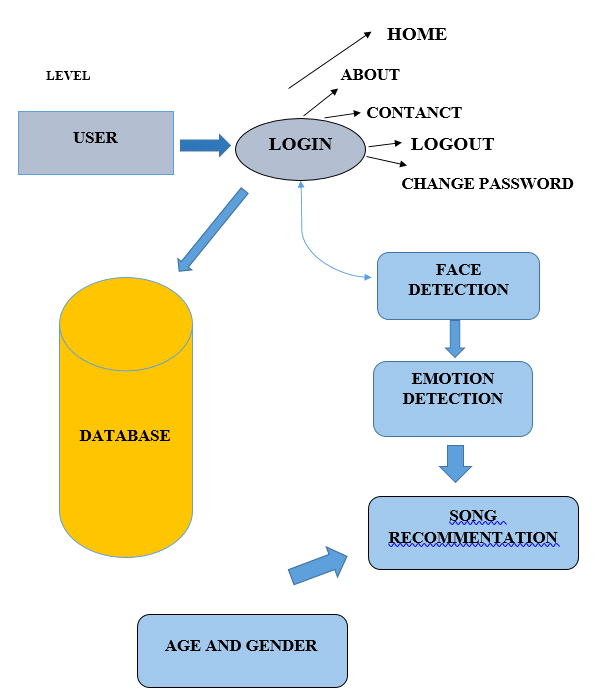 HOME
LEVEL
ABOUT
CONTANCT
USER
LOGIN
LOGOUT
CHANGE PASSWORD
FACE
DETECTION
EMOTION
DETECTION
DATABASE
SONG
RECOMMENTATION
AGE AND GENDER